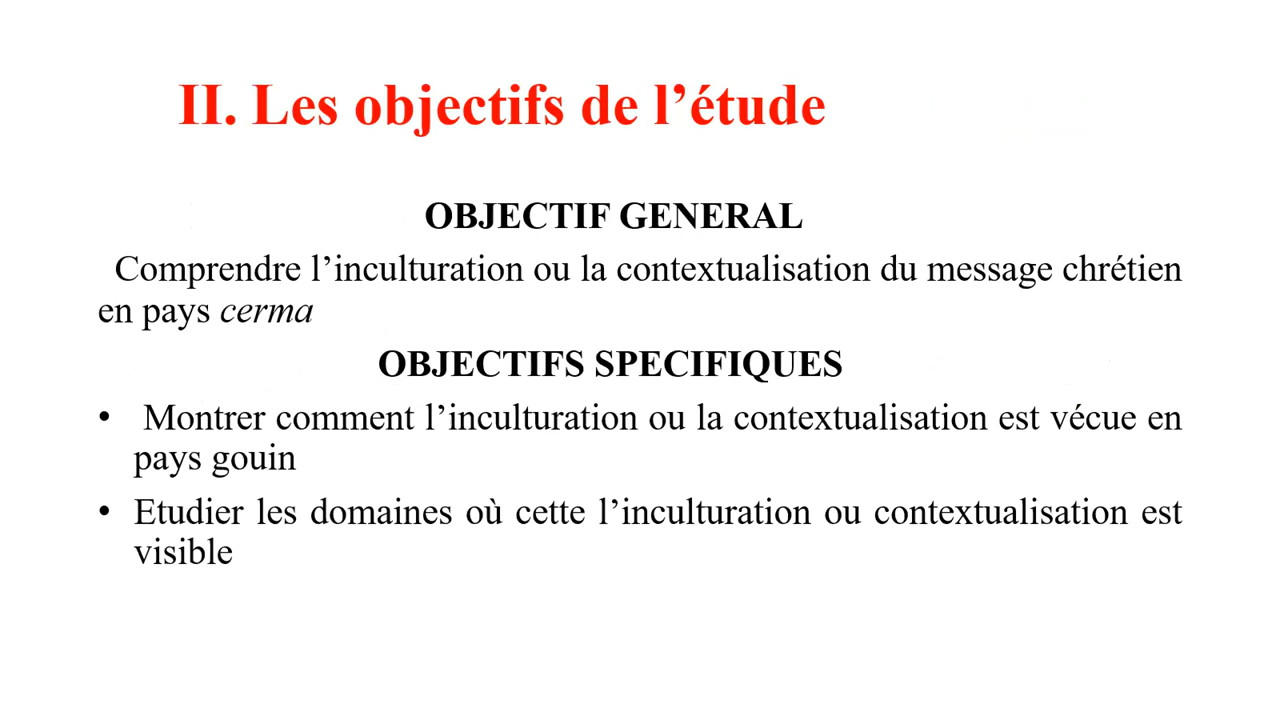 II. Les objectifs de l’étude
OBJECTIF GENERAL
Comprendre l’inculturation ou la contextualisation du message chrétien
en pays cerma
OBJECTIFS SPECIFIQUES
• Montrer comment l’inculturation ou la contextualisation est vécue en
pays gouin
• Etudier les domaines où cette l’inculturation ou contextualisation est
visible